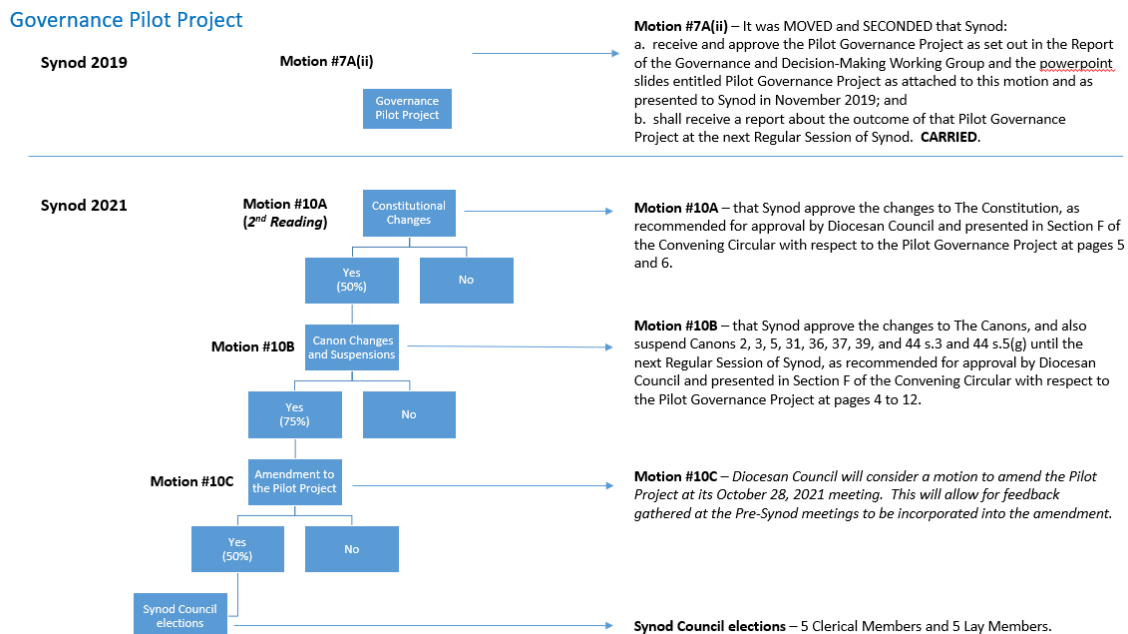 Governance Pilot Project
Synod 2019
Motion #7A(ii)
Governance
Pilot Project
Motion #7A(ii) – It was MOVED and SECONDED that Synod:
a.  receive and approve the Pilot Governance Project as set out in the Report
of the Governance and Decision-Making Working Group and the powerpoint
slides entitled Pilot Governance Project as attached to this motion and as
presented to Synod in November 2019; and
b.  shall receive a report about the outcome of that Pilot Governance
Project at the next Regular Session of Synod.  CARRIED.
Synod 2021
Motion #10A
(2nd Reading)
Constitutional
Changes
Motion #10A – that Synod approve the changes to The Constitution, as
recommended for approval by Diocesan Council and presented in Section F of
the Convening Circular with respect to the Pilot Governance Project at pages 5
and 6.
Yes
(50%)
No
Motion #10B
Canon Changes
and Suspensions
Motion #10B – that Synod approve the changes to The Canons, and also
suspend Canons 2, 3, 5, 31, 36, 37, 39, and 44 s.3 and 44 s.5(g) until the
next Regular Session of Synod, as recommended for approval by Diocesan
Council and presented in Section F of the Convening Circular with respect to
the Pilot Governance Project at pages 4 to 12.
Yes
(75%)
No
Motion #10C
Amendment to
the Pilot Project
Motion #10C – Diocesan Council will consider a motion to amend the Pilot
Project at its October 28, 2021 meeting.  This will allow for feedback
gathered at the Pre-Synod meetings to be incorporated into the amendment.
Yes
(50%)
No
Synod Council
elections
Synod Council elections – 5 Clerical Members and 5 Lay Members.